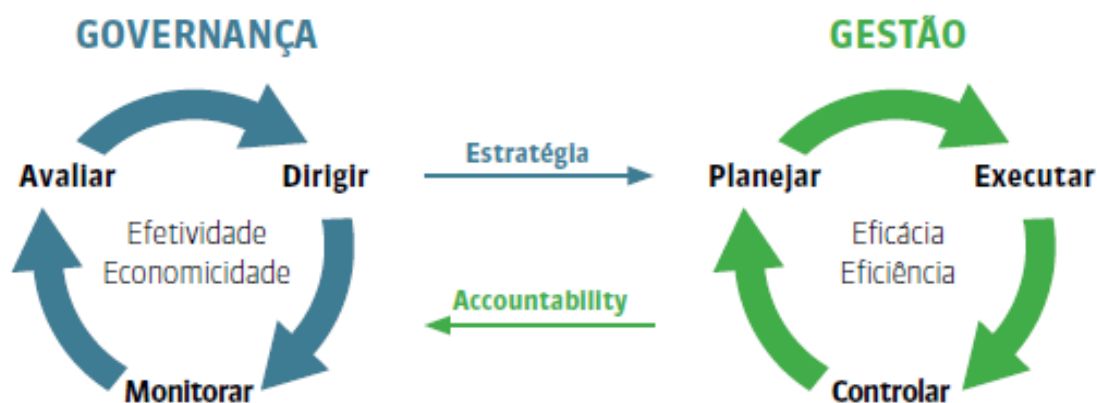 GOVERNANÇA
GESTÃO
Avaliar
Dirigir
Estratégia
Planejar
Executar
Efetividade
Economicidade
Eficácia
Eficiência
Accountability
Monitorar
Controlar